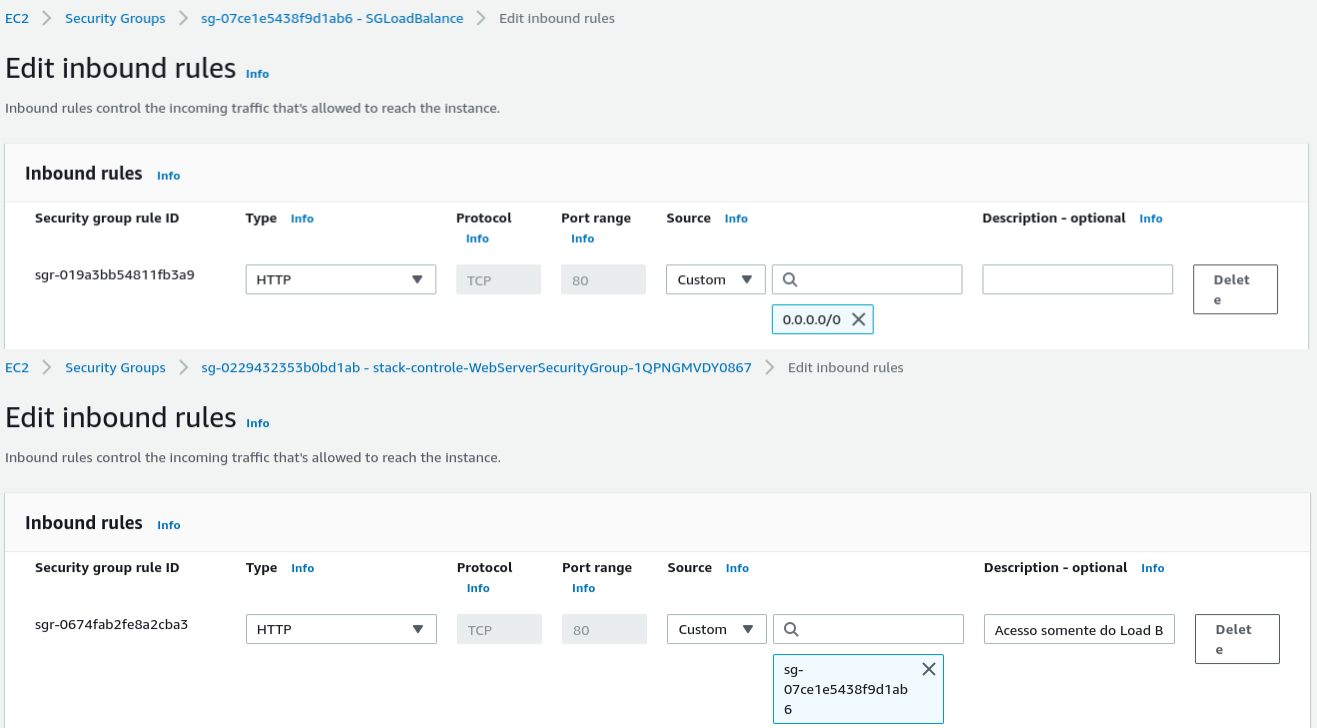 EC2 > Security Groups > sg-07ce1e5438f9d1ab6 - SGLoadBalance > Edit inbound rules
Edit inbound rules Info
Inbound rules control the incoming traffic that's allowed to reach the instance.
Inbound rules Info
Security group rule ID Type Info Protocol Port range Source Info Description - optional Info
Info Info
sgr-019a3bb54811fb3a9 HTTP TCP 80 Custom Delet
e
0.0.0.0/0
EC2 > Security Groups > sg-0229432353b0bd1ab - stack-controle-WebServerSecurityGroup-1QPNGMVDY0867 > Edit inbound rules
Edit inbound rules Info
Inbound rules control the incoming traffic that's allowed to reach the instance.
Inbound rules Info
Security group rule ID Type Info Protocol Port range Source Info Description - optional Info
Info Info
sgr-0674fab2fe8a2cba3 HTTP TCP 80 Custom Acesso somente do Load B Delet
e
sg-
07ce1e5438f9d1ab
6